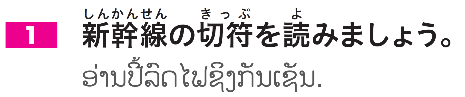 しんかんせん きっぷ よ
1 新幹線の切符を読みましょう。
ອ່ານປີ້ລົດໄຟຊິງກັນເຊັນ.